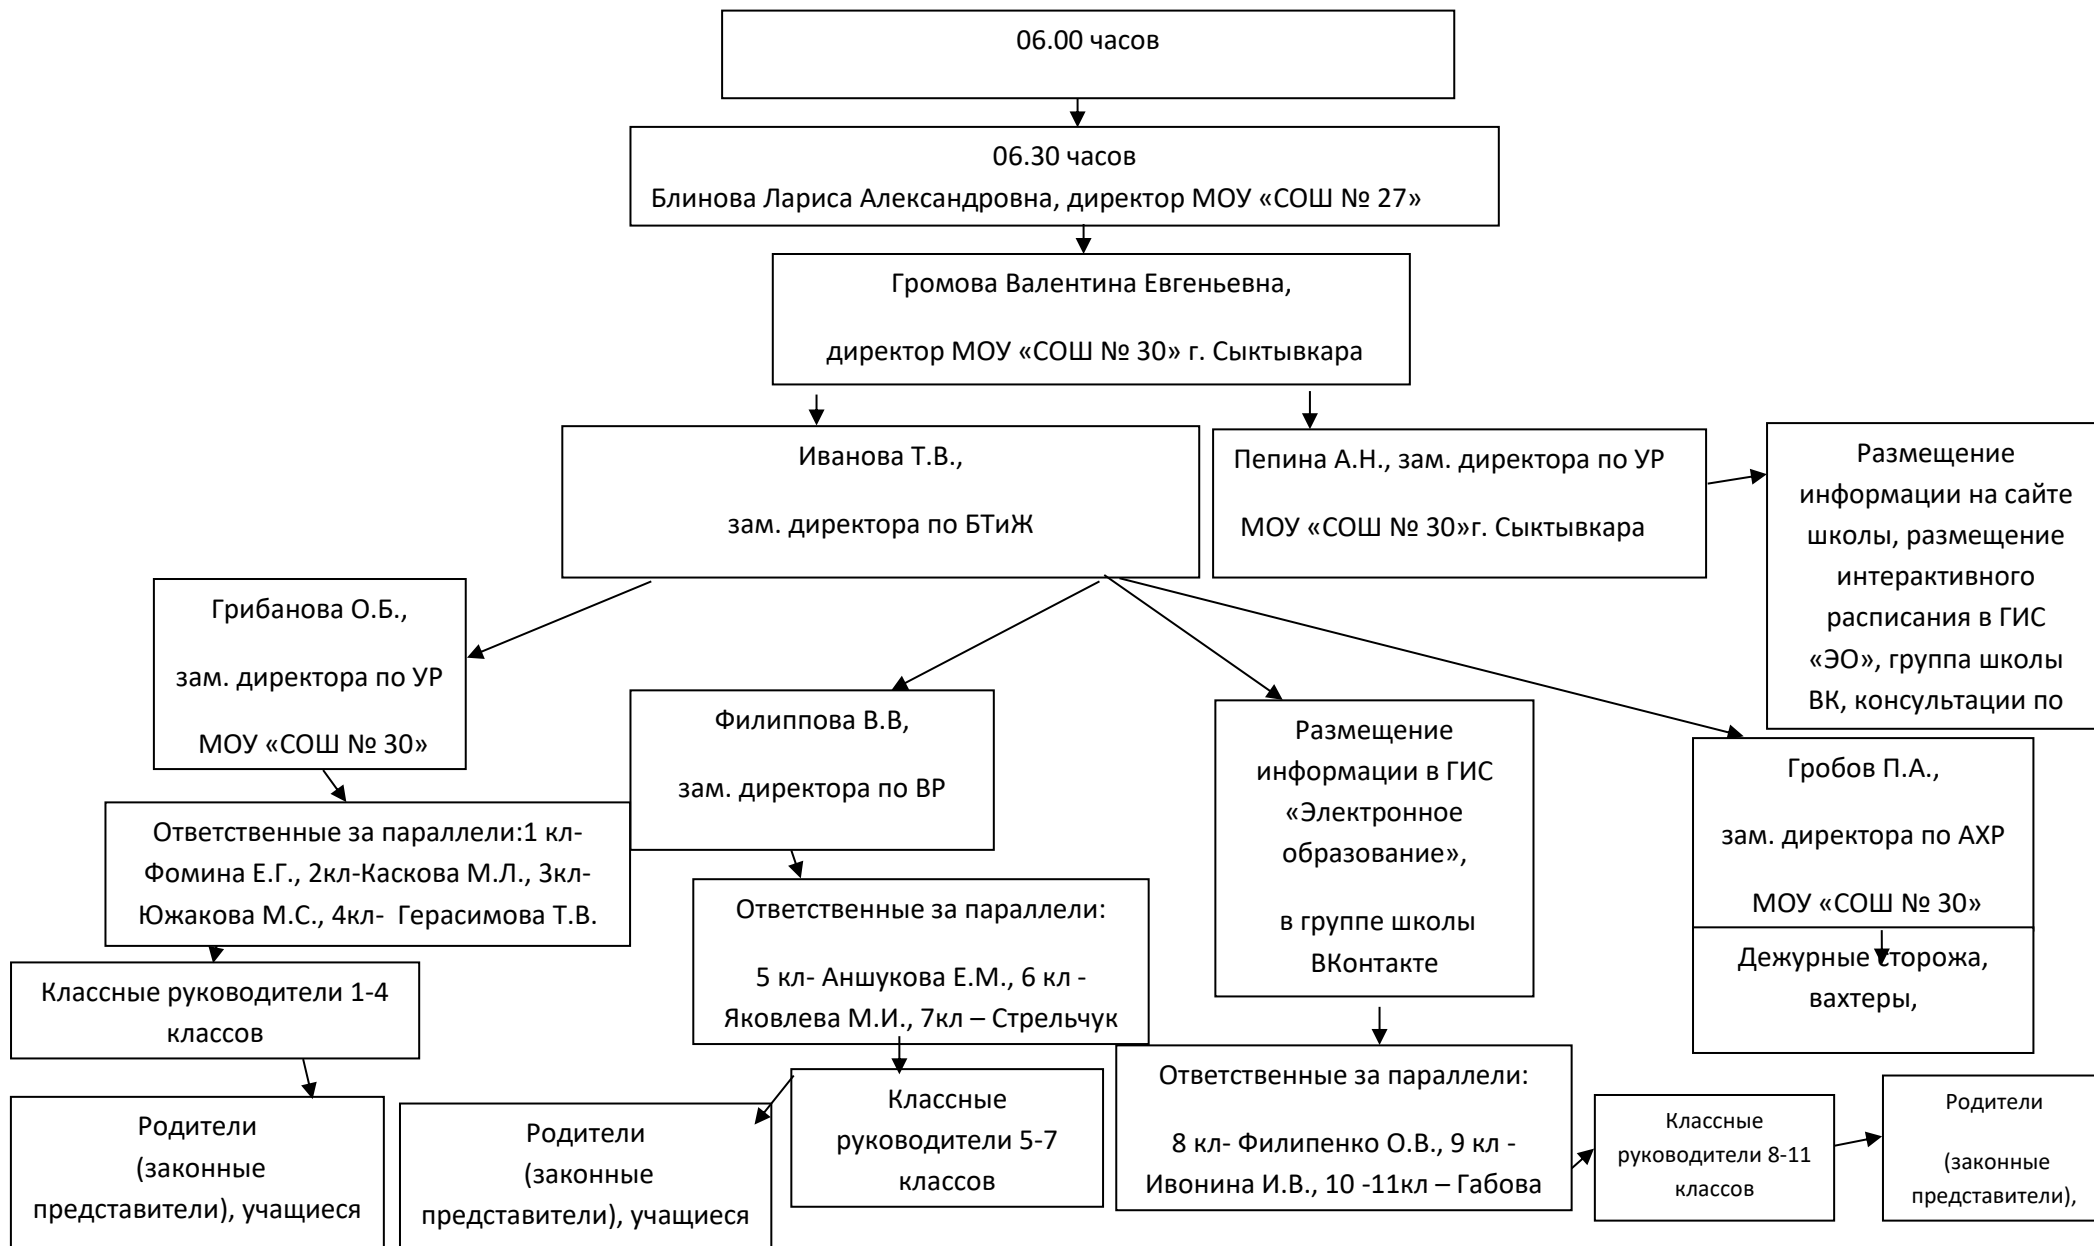 06.00 часов
06.30 часов
Блинова Лариса Александровна, директор МОУ «СОШ № 27»
Громова Валентина Евгеньевна,
директор МОУ «СОШ № 30» г. Сыктывкара
Иванова Т.В.,
зам. директора по БТиЖ
Пепина А.Н., зам. директора по УР
МОУ «СОШ № 30»г. Сыктывкара
Размещение
информации на сайте
школы, размещение
интерактивного
расписания в ГИС
«ЭО», группа школы
ВК, консультации по
Грибанова О.Б.,
зам. директора по УР
МОУ «СОШ № 30»
Филиппова В.В,
зам. директора по ВР
Размещение
информации в ГИС
«Электронное
образование»,
в группе школы
ВКонтакте
Гробов П.А.,
зам. директора по АХР
МОУ «СОШ № 30»
Ответственные за параллели:1 кл-
Фомина Е.Г., 2кл-Каскова М.Л., 3кл-
Южакова М.С., 4кл- Герасимова Т.В.
Ответственные за параллели:
5 кл- Аншукова Е.М., 6 кл -
Яковлева М.И., 7кл – Стрельчук
Дежурные сторожа,
вахтеры,
Классные руководители 1-4
классов
Ответственные за параллели:
8 кл- Филипенко О.В., 9 кл -
Ивонина И.В., 10 -11кл – Габова
Родители
(законные
представители), учащиеся
Родители
(законные
представители), учащиеся
Классные
руководители 5-7
классов
Классные
руководители 8-11
классов
Родители
(законные
представители),